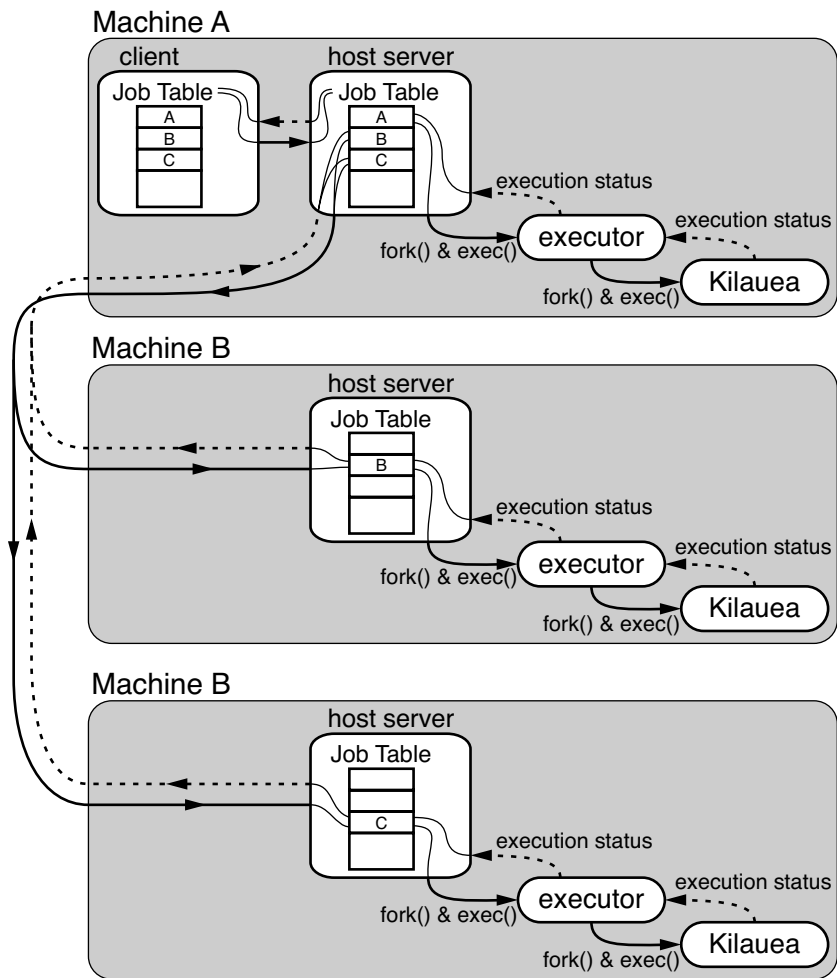 Machine A
client
host server
Job Table
Job Table
A
A
B
B
C
C
execution status
execution status
executor
fork() & exec()
Kilauea
fork() & exec()
Machine B
host server
Job Table
B
execution status
execution status
executor
fork() & exec()
Kilauea
fork() & exec()
Machine B
host server
Job Table
C
execution status
execution status
executor
fork() & exec()
Kilauea
fork() & exec()